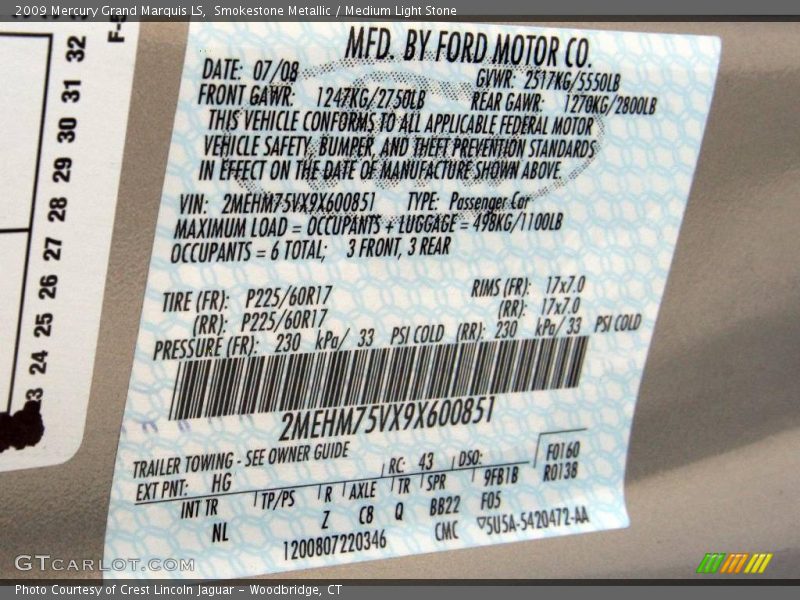 2009 Mercury Grand Marquis LS, Smokestone Metallic / Medium Light Stone
MFD. BY FORD MOTOR CO.
DATE: 07/08 GVWR: 2517KG/5550LB
FRONT GAWR: 1247KG/2750LB REAR GAWR: 1270KG/2800LB
THIS VEHICLE CONFORMS TO ALL APPLICABLE FEDERAL MOTOR
VEHICLE SAFETY, BUMPER, AND THEFT PREVENTION STANDARDS
IN EFFECT ON THE DATE OF MANUFACTURE SHOWN ABOVE.
VIN: 2MEHM75VX9X600851 TYPE: Passenger Car
MAXIMUM LOAD = OCCUPANTS + LUGGAGE = 498KG/1100LB
OCCUPANTS = 6 TOTAL; 3 FRONT, 3 REAR
TIRE (FR): P225/60R17 RIMS (FR): 17x7.0
(RR): P225/60R17 (RR): 17x7.0
PRESSURE (FR): 230 kPa/ 33 PSI COLD (RR): 230 kPa/ 33 PSI COLD
2MEHM75VX9X600851
TRAILER TOWING - SEE OWNER GUIDE
EXT PNT: HG RC: 43 DSO: F0160
INT TR TP/PS R AXLE TR SPR 9FB1B R0138
NL Z C8 Q BB22 F05
1200807220346 CMC 5U5A-5420472-AA
F-
32
31
30
29
28
27
26
25
24
3
GTCARLOT.COM
Photo Courtesy of Crest Lincoln Jaguar - Woodbridge, CT